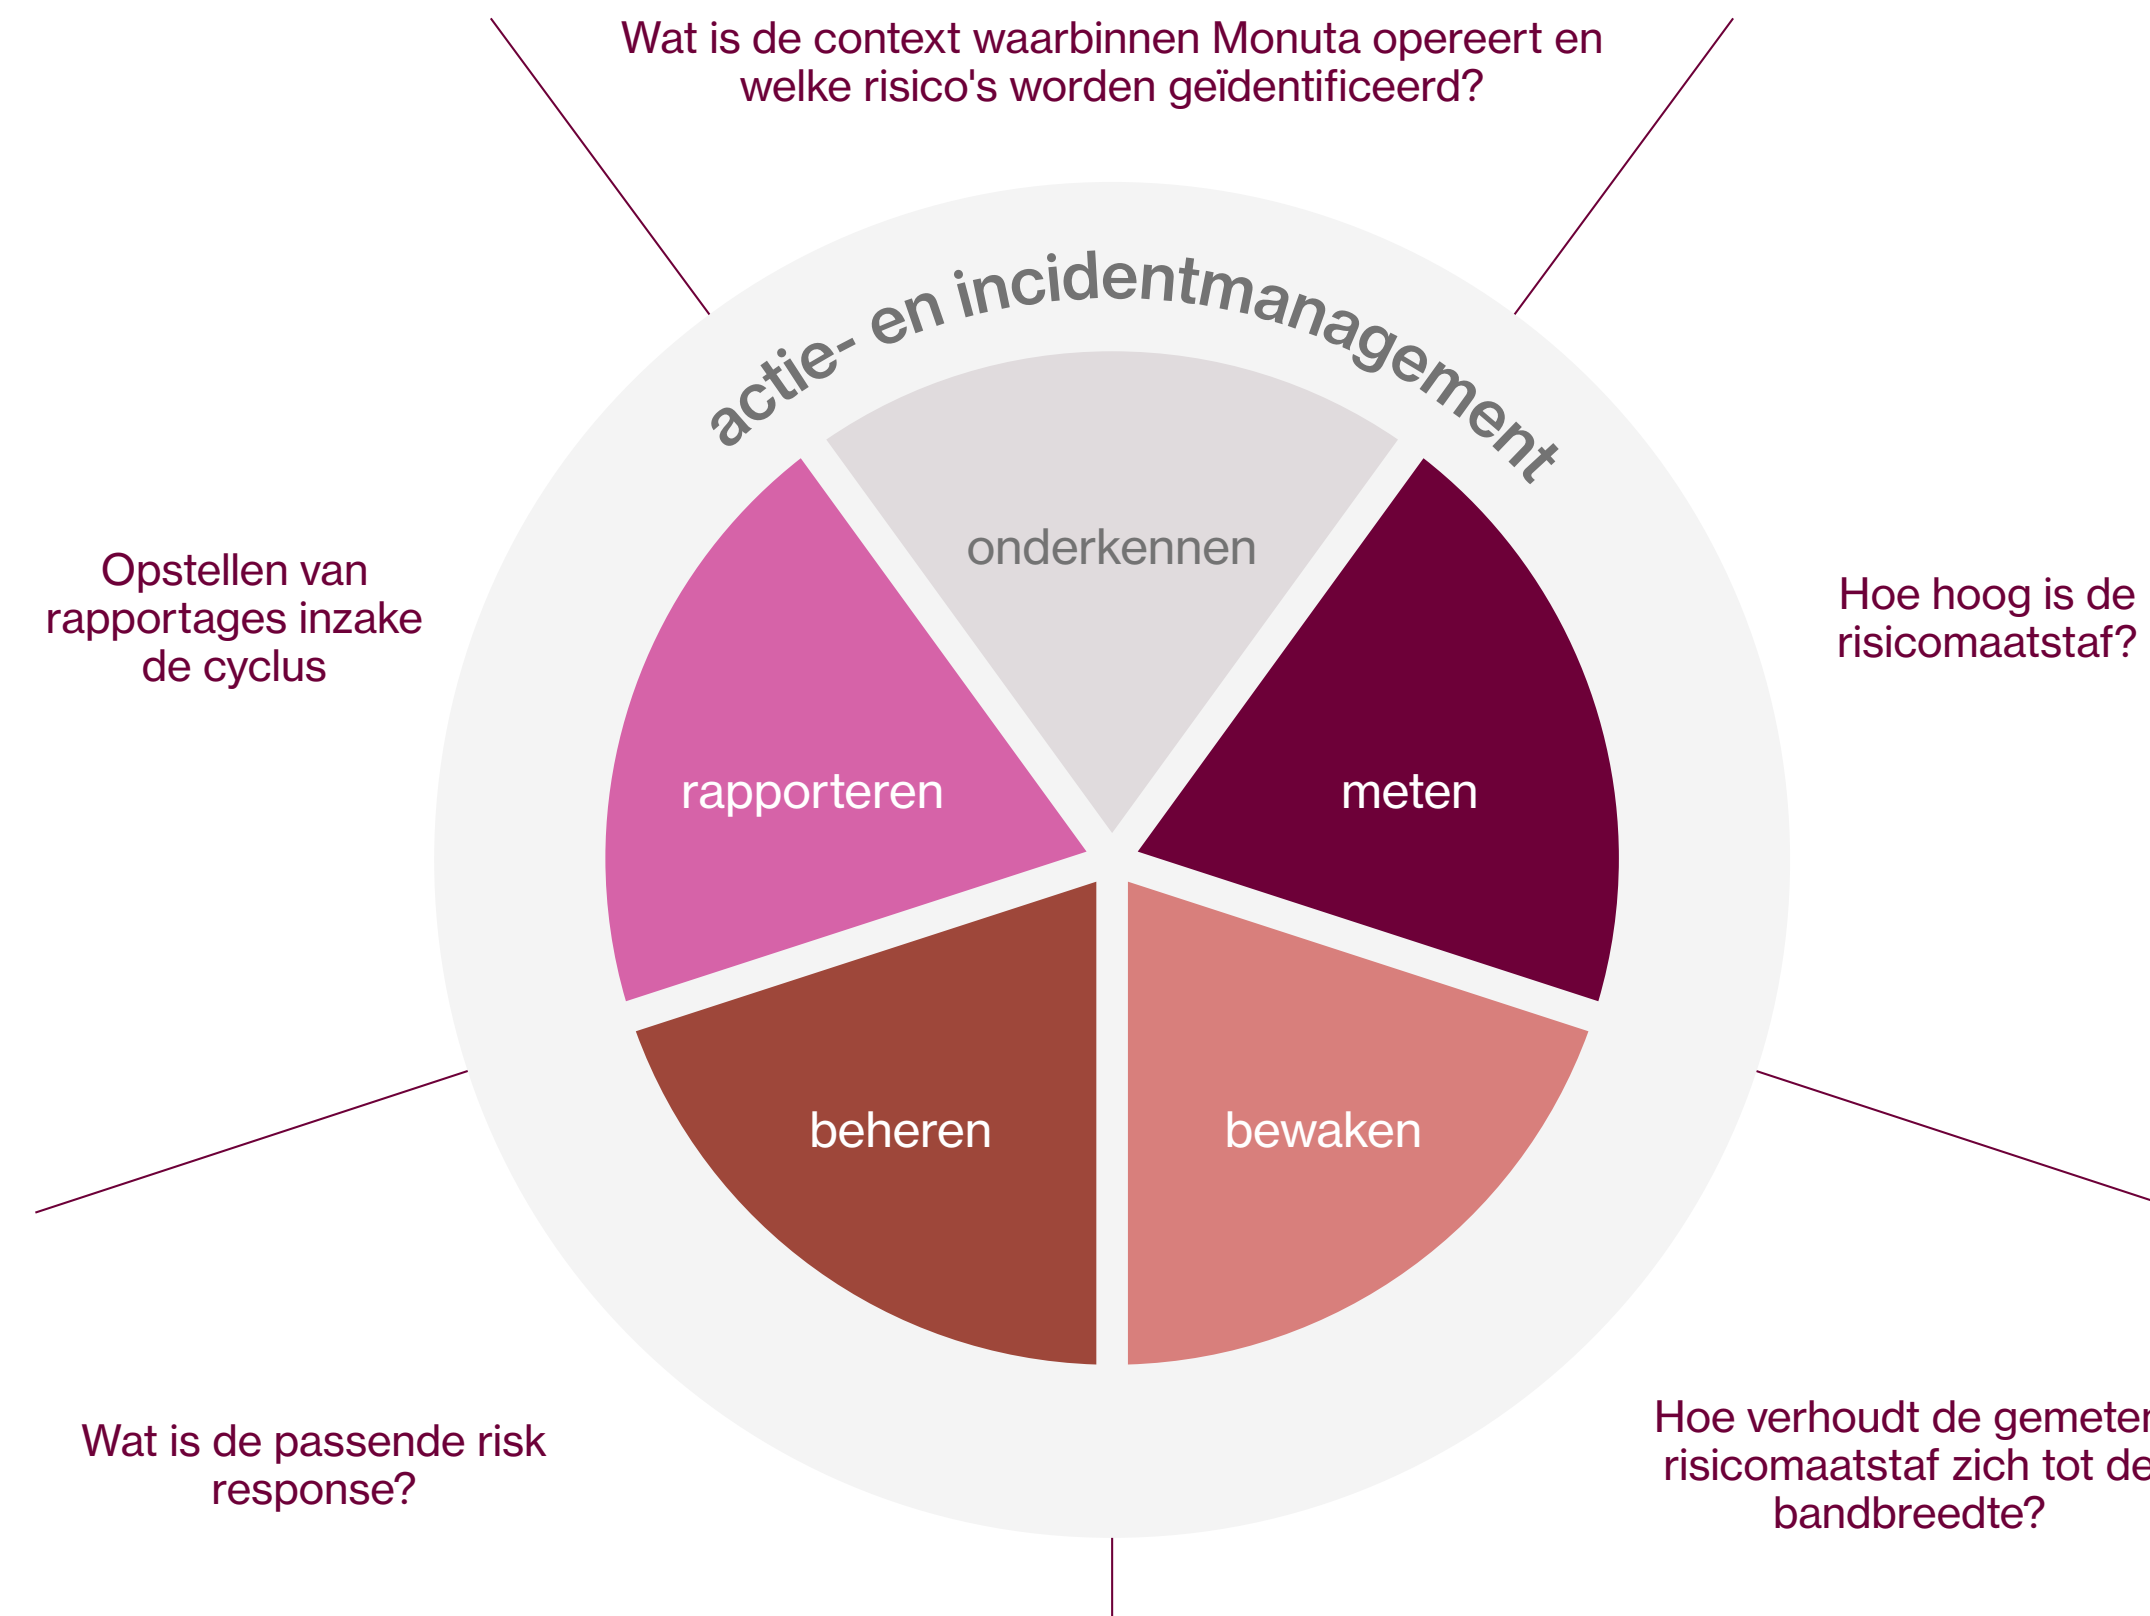 Wat is de context waarbinnen Monuta opereert en
welke risico's worden geïdentificeerd?
actie- en incidentmanagement
onderkennen
Opstellen van
rapportages inzake
de cyclus
Hoe hoog is de
risicomaatstaf?
rapporteren
meten
beheren
bewaken
Wat is de passende risk
response?
Hoe verhoudt de
risicomaatstaf zich tot de
bandbreedte?